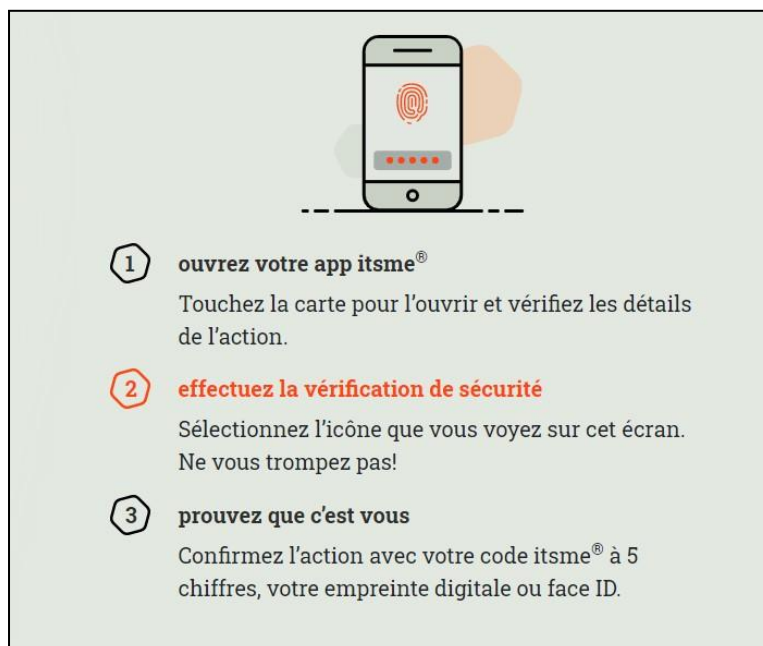 1 ouvrez votre app itsme®
Touchez la carte pour l’ouvrir et vérifiez les détails
de l’action.
2 effectuez la vérification de sécurité
Sélectionnez l’icône que vous voyez sur cet écran.
Ne vous trompez pas!
3 prouvez que c’est vous
Confirmez l’action avec votre code itsme® à 5
chiffres, votre empreinte digitale ou face ID.